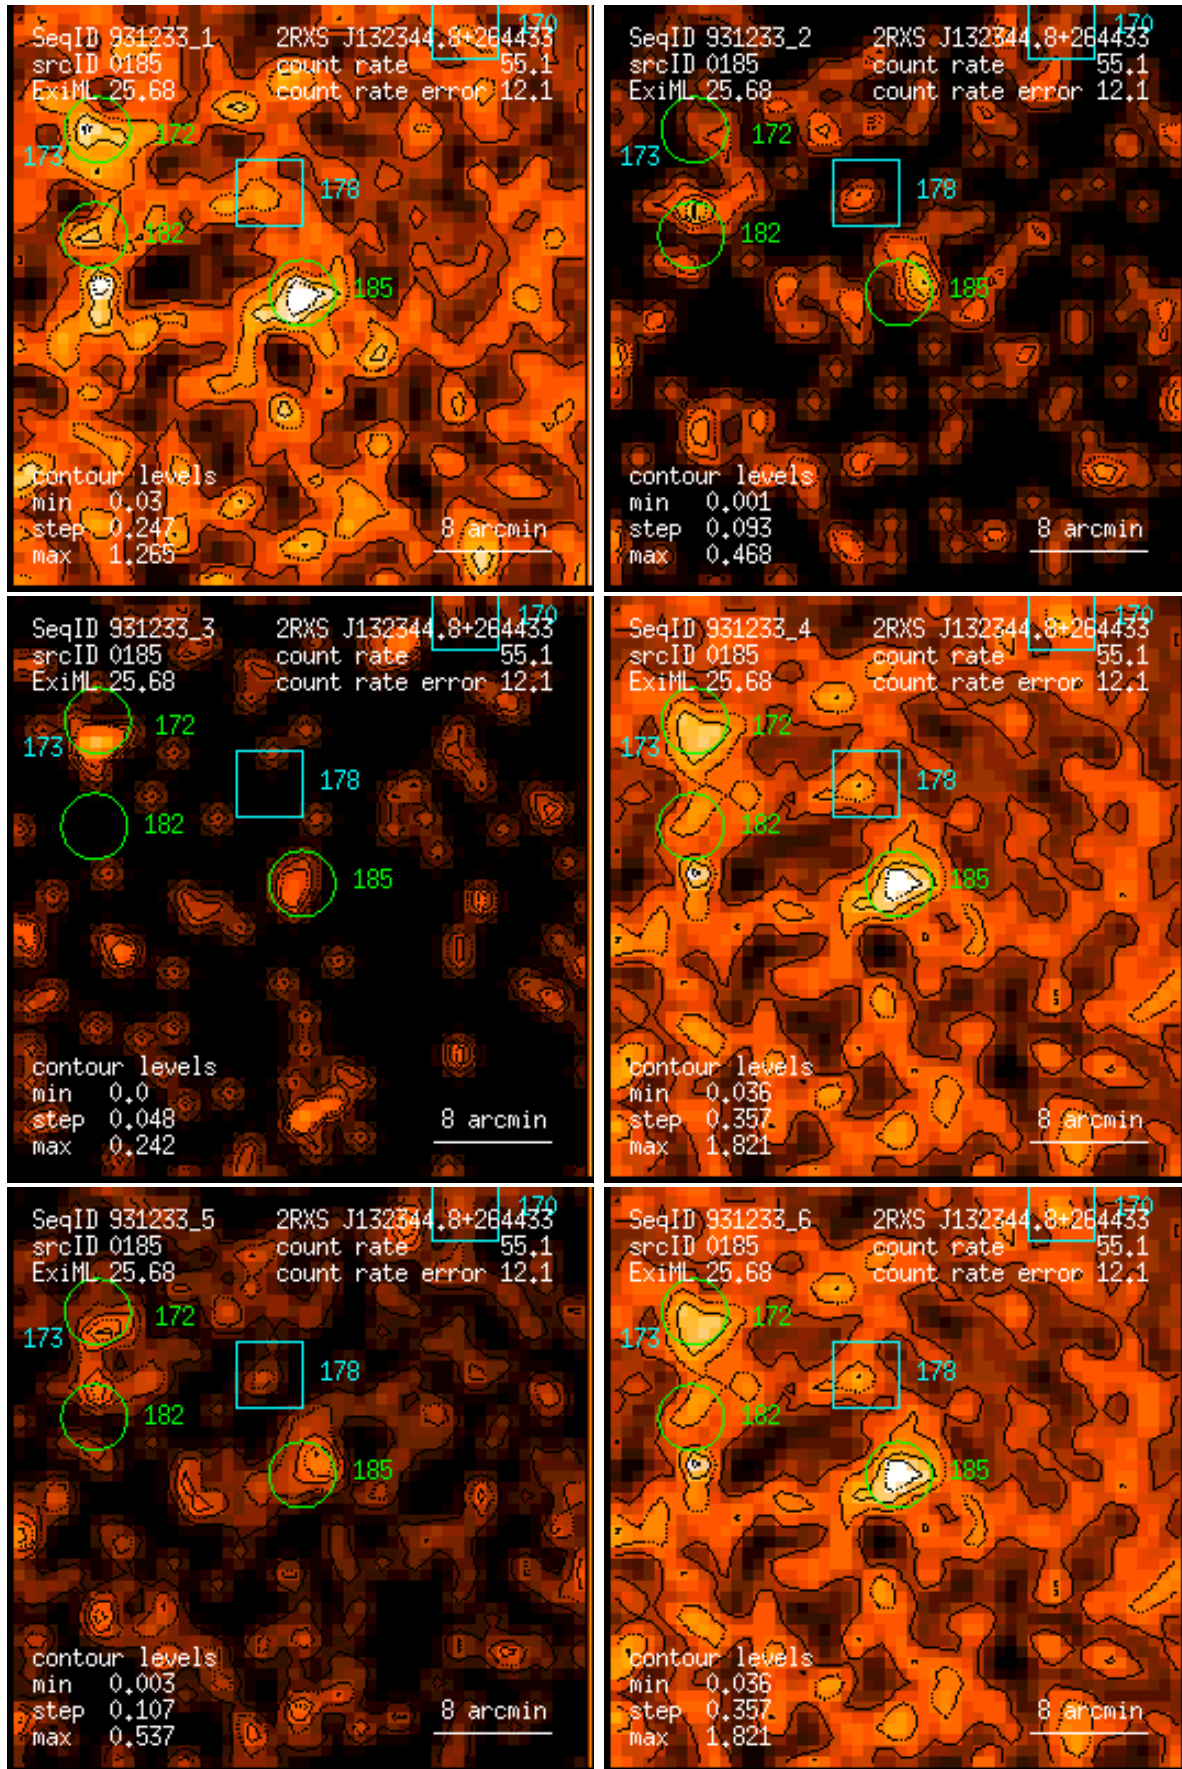 170
SeqID 931233_1 2RXS J132344.8+264433
srcID 0185 count rate 55.1
ExiML 25.68 count rate error 12.1
172
173
178
182
185
contour levels
min 0.03
step 0.247
max 1.265
8 arcmin
170
SeqID 931233_2 2RXS J132344.8+264433
srcID 0185 count rate 55.1
ExiML 25.68 count rate error 12.1
172
173
178
182
185
contour levels
min 0.001
step 0.093
max 0.468
8 arcmin
170
SeqID 931233_3 2RXS J132344.8+264433
srcID 0185 count rate 55.1
ExiML 25.68 count rate error 12.1
172
173
178
182
185
contour levels
min 0.0
step 0.048
max 0.242
8 arcmin
170
SeqID 931233_4 2RXS J132344.8+264433
srcID 0185 count rate 55.1
ExiML 25.68 count rate error 12.1
172
173
178
182
185
contour levels
min 0.036
step 0.357
max 1.821
8 arcmin
170
SeqID 931233_5 2RXS J132344.8+264433
srcID 0185 count rate 55.1
ExiML 25.68 count rate error 12.1
172
173
178
182
185
contour levels
min 0.003
step 0.107
max 0.537
8 arcmin
170
SeqID 931233_6 2RXS J132344.8+264433
srcID 0185 count rate 55.1
ExiML 25.68 count rate error 12.1
172
173
178
182
185
contour levels
min 0.036
step 0.357
max 1.821
8 arcmin